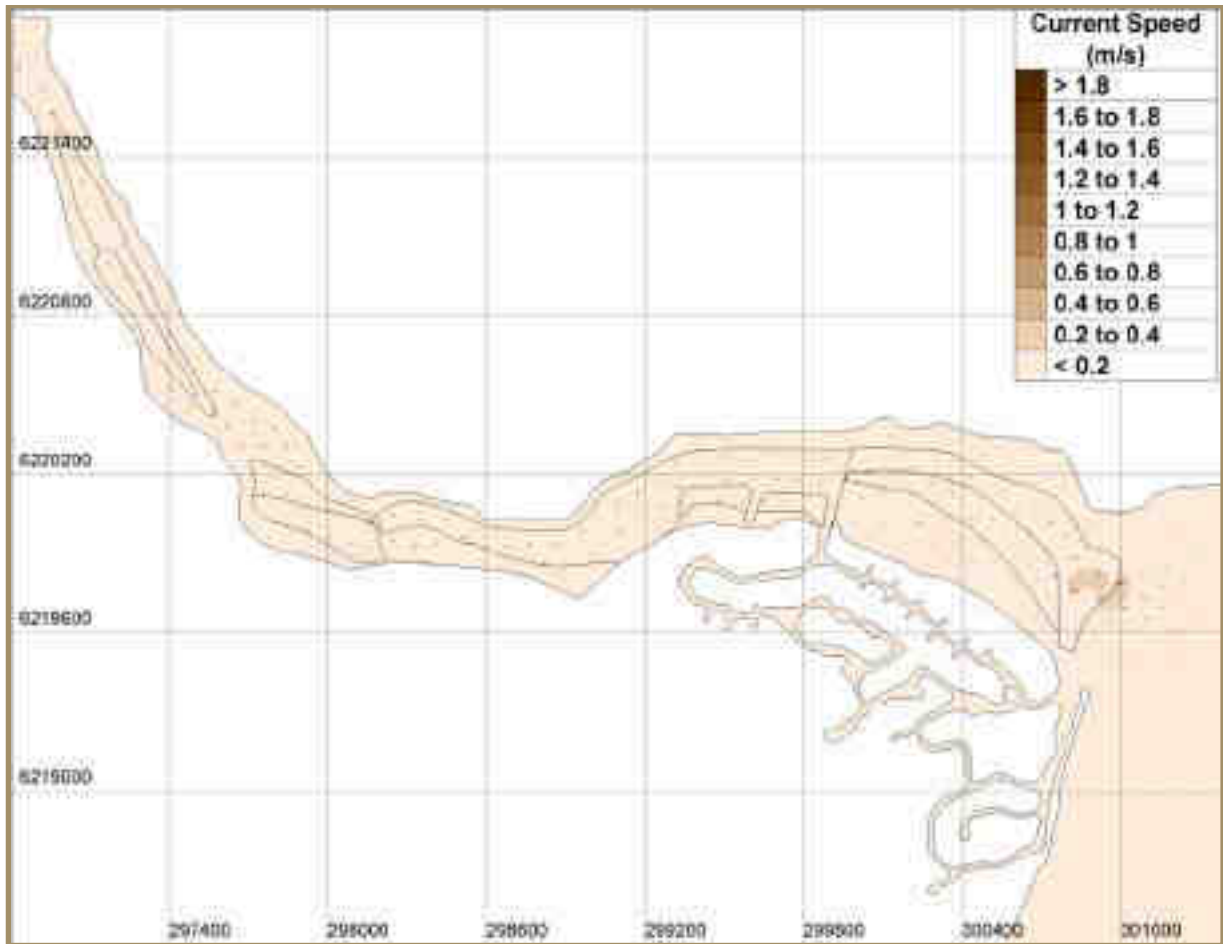 Current Speed
(m/s)
> 1.8
1.6 to 1.8
1.4 to 1.6
1.2 to 1.4
1 to 1.2
0.8 to 1
0.6 to 0.8
0.4 to 0.6
0.2 to 0.4
< 0.2
6221400
6220800
6220200
6219600
6219000
297400 298000 298600 299200 299800 300400 301000